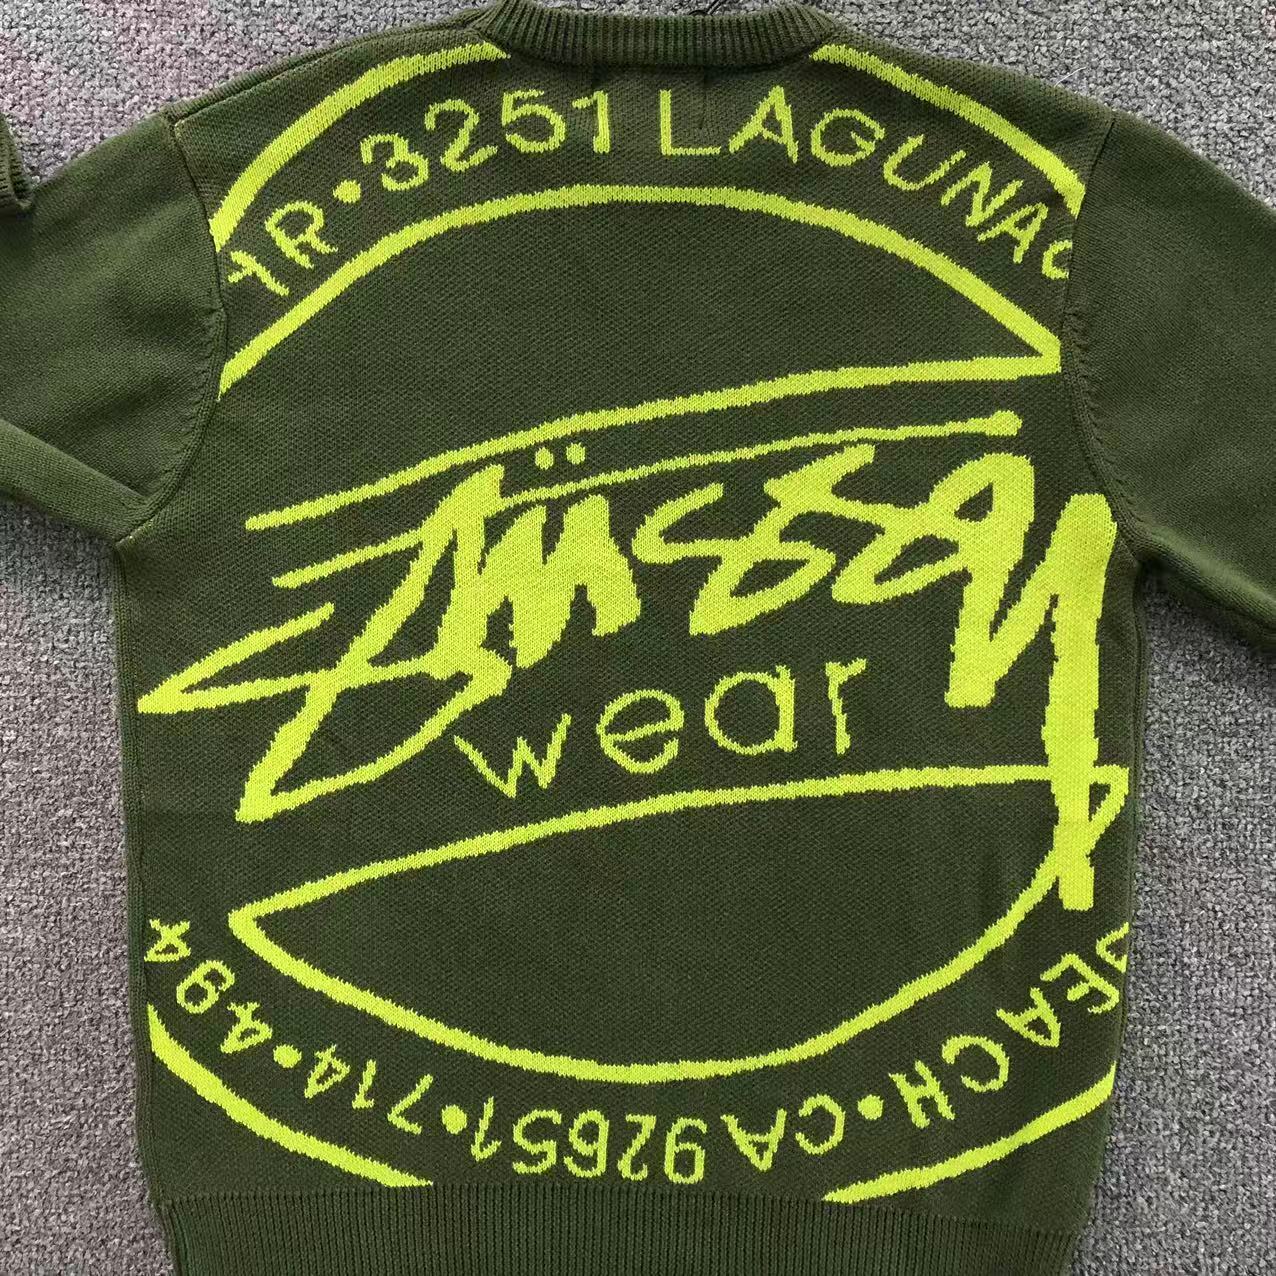 3251 LAGUNA
Stüssy
wear
EACH • CA 92651 • 714 • 494